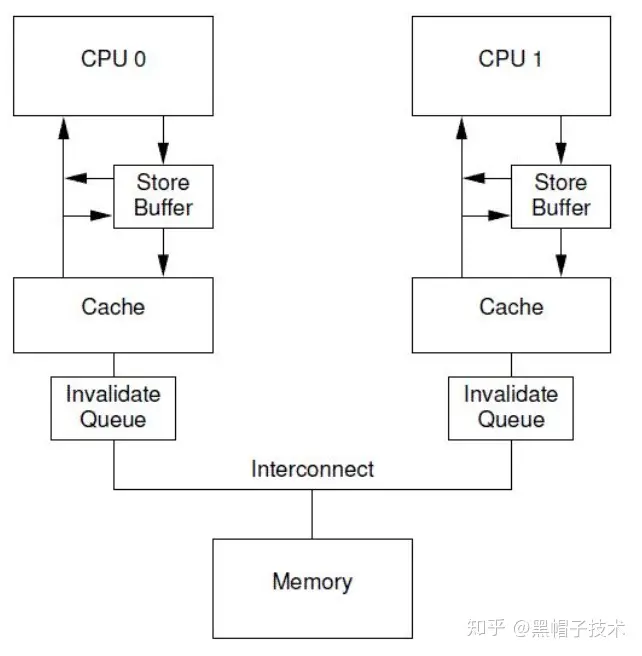 CPU 0
CPU 1
Store
Buffer
Store
Buffer
Cache
Cache
Invalidate
Queue
Invalidate
Queue
Interconnect
Memory
知乎 @黑帽子技术